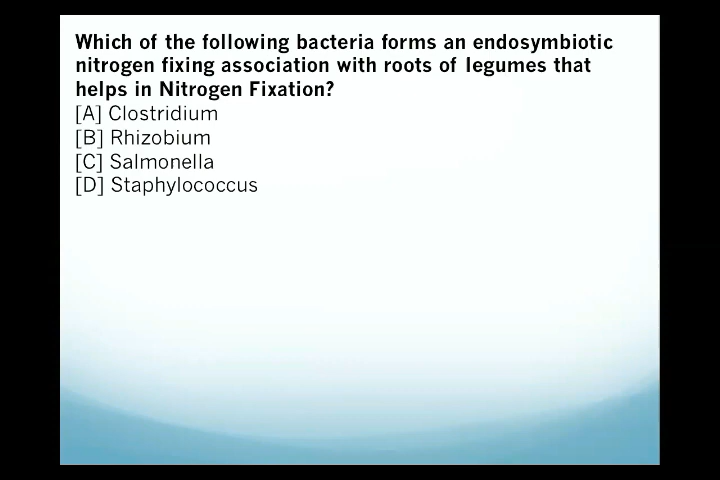 Which of the following bacteria forms an endosymbiotic
nitrogen fixing association with roots of legumes that
helps in Nitrogen Fixation?
[A] Clostridium
[B] Rhizobium
[C] Salmonella
[D] Staphylococcus